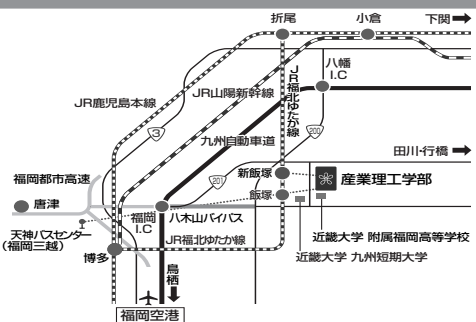 折尾
小倉
下関
八幡
I.C
JR福北ゆたか線
JR山陽新幹線
JR鹿児島本線
3
200
九州自動車道
田川・行橋
新飯塚
産業理工学部
201
福岡都市高速
飯塚
唐津
福岡
I.C
八木山バイパス
天神バスセンター
(福岡三越)
近畿大学 附属福岡高等学校
JR福北ゆたか線
博多
近畿大学 九州短期大学
鳥栖
福岡空港